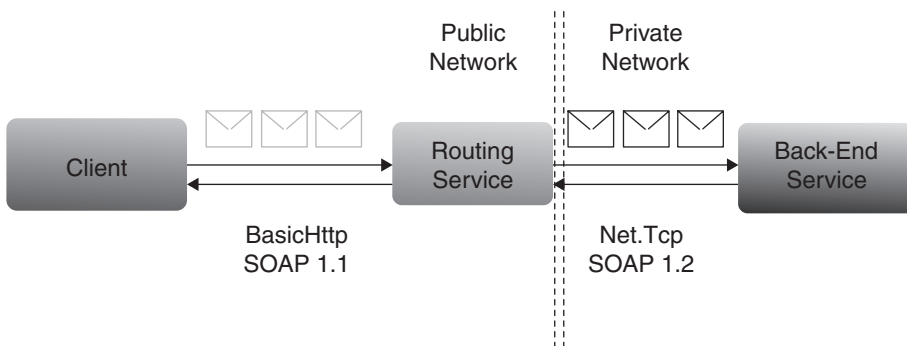 Public
Network
Private
Network
Client
Routing
Service
Back-End
Service
BasicHttp
SOAP 1.1
Net.Tcp
SOAP 1.2